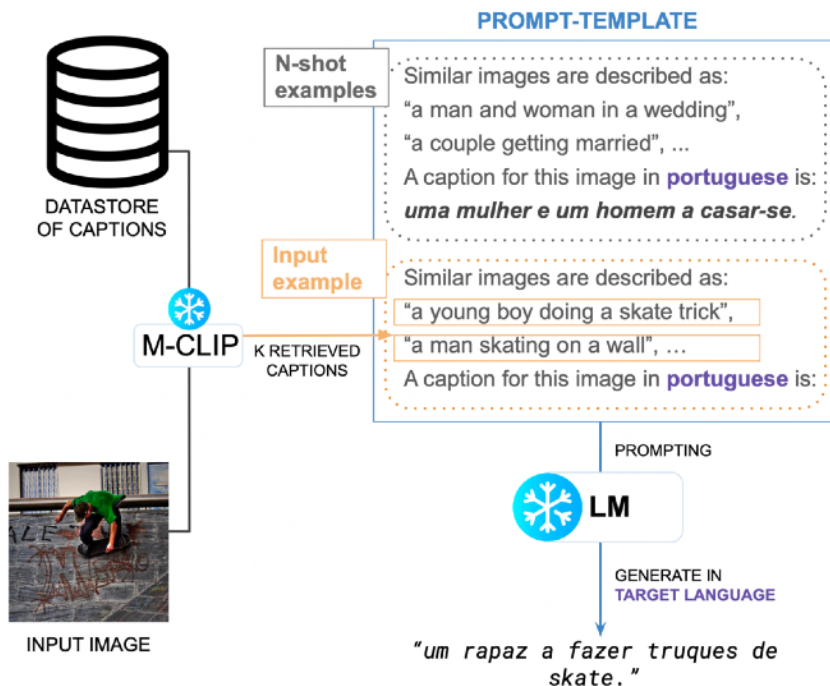 PROMPT-TEMPLATE
N-shot
examples
Similar images are described as:
“a man and woman in a wedding”,
“a couple getting married”, ...
A caption for this image in portuguese is:
uma mulher e um homem a casar-se.
DATASTORE
OF CAPTIONS
Input
example
Similar images are described as:
“a young boy doing a skate trick”,
“a man skating on a wall”, ...
A caption for this image in portuguese is:
M-CLIP
K RETRIEVED
CAPTIONS
PROMPTING
LM
GENERATE IN
TARGET LANGUAGE
INPUT IMAGE
“um rapaz a fazer truques de
skate.”